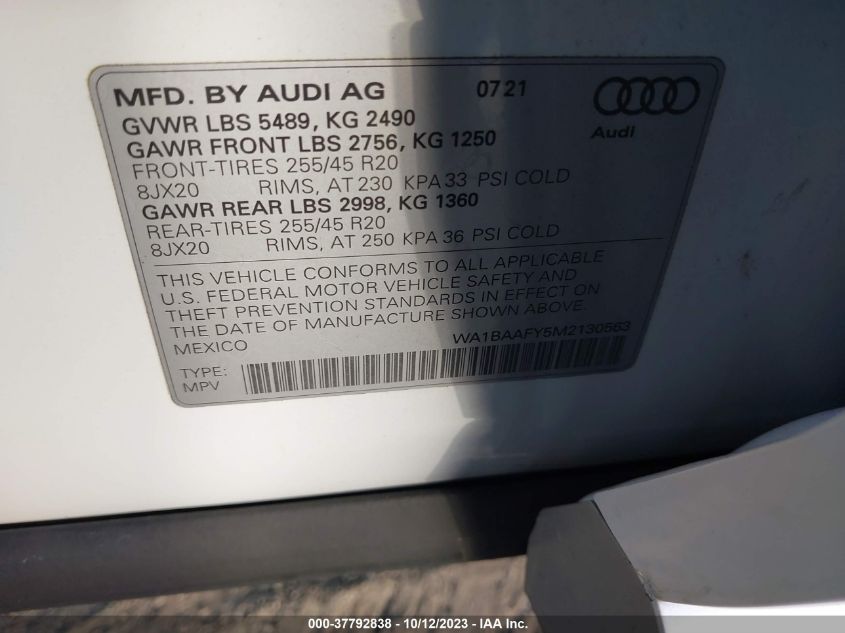 MFD. BY AUDI AG 07 21
GVWR LBS 5489, KG 2490
Audi
GAWR FRONT LBS 2756, KG 1250
FRONT-TIRES 255/45 R20
8JX20 RIMS, AT 230 KPA 33 PSI COLD
GAWR REAR LBS 2998, KG 1360
REAR-TIRES 255/45 R20
8JX20 RIMS, AT 250 KPA 36 PSI COLD
THIS VEHICLE CONFORMS TO ALL APPLICABLE
U.S. FEDERAL MOTOR VEHICLE SAFETY AND
THEFT PREVENTION STANDARDS IN EFFECT ON
THE DATE OF MANUFACTURE SHOWN ABOVE.
MEXICO WA1BAAFY5M2130563
TYPE:
MPV
000-37792838 - 10/12/2023 - IAA Inc.